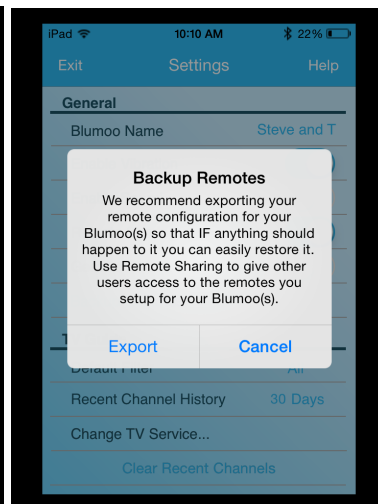 iPad 10:10 AM 22%
Exit Settings Help
General
Blumoo Name Steve and T
Backup Remotes
We recommend exporting your
remote configuration for your
Blumoo(s) so that IF anything should
happen to it you can easily restore it.
Use Remote Sharing to give other
users access to the remotes you
setup for your Blumoo(s).
Export Cancel
T
Default Filter All
Recent Channel History 30 Days
Change TV Service...
Clear Recent Channels